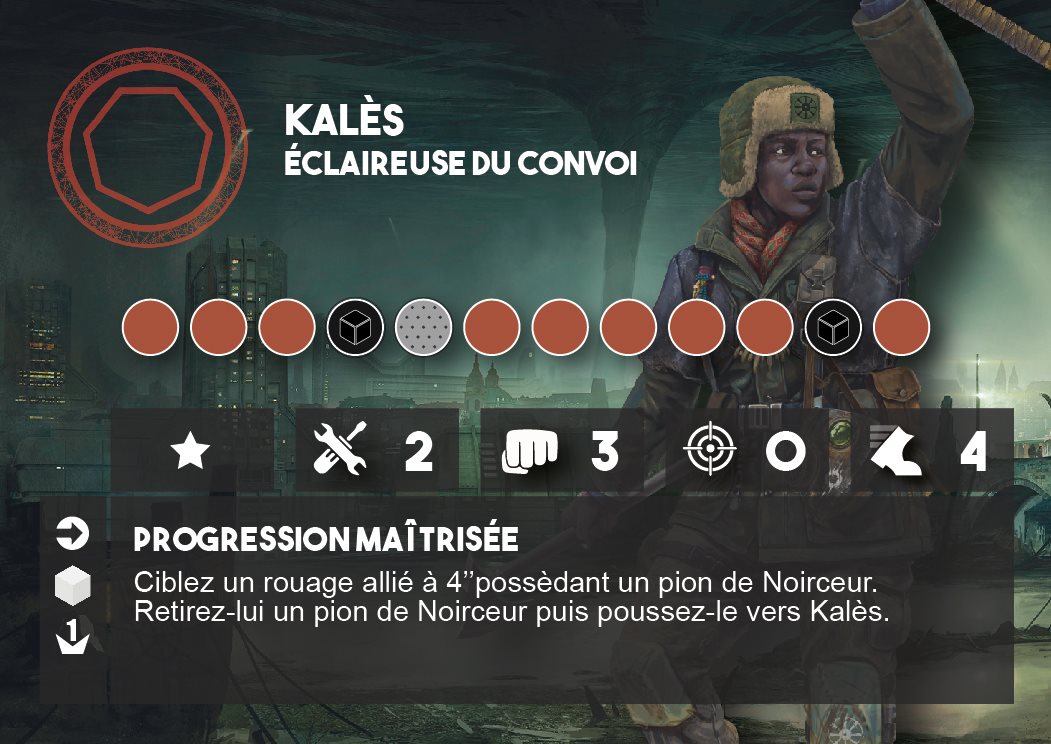 KALÈS
ÉCLAIREUSE DU CONVOI
2 3 0 4
PROGRESSION MAÎTRISÉE
Ciblez un rouage allié à 4’’possèdant un pion de Noirceur.
Retirez-lui un pion de Noirceur puis poussez-le vers Kalès.
1